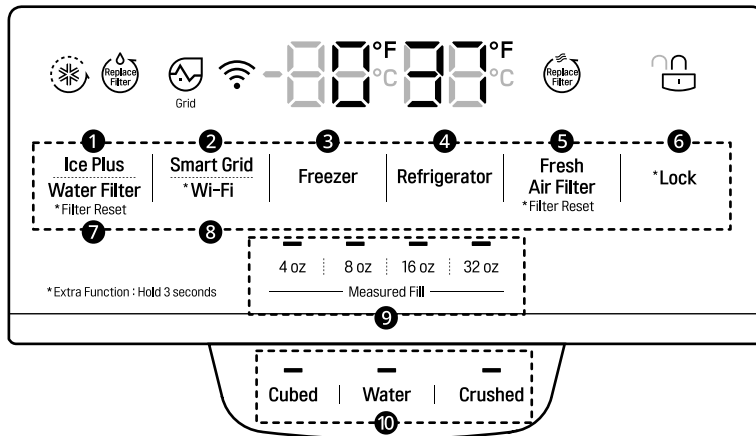 Replace Filter
Grid
0 °F °C 37 °F °C
Replace Filter
1 2 3 4 5 6
Ice Plus
Water Filter
*Filter Reset
Smart Grid
*Wi-Fi
Freezer
Refrigerator
Fresh
Air Filter
*Filter Reset
*Lock
7 8
4 oz 8 oz 16 oz 32 oz
*Extra Function : Hold 3 seconds
Measured Fill
9
Cubed Water Crushed
10